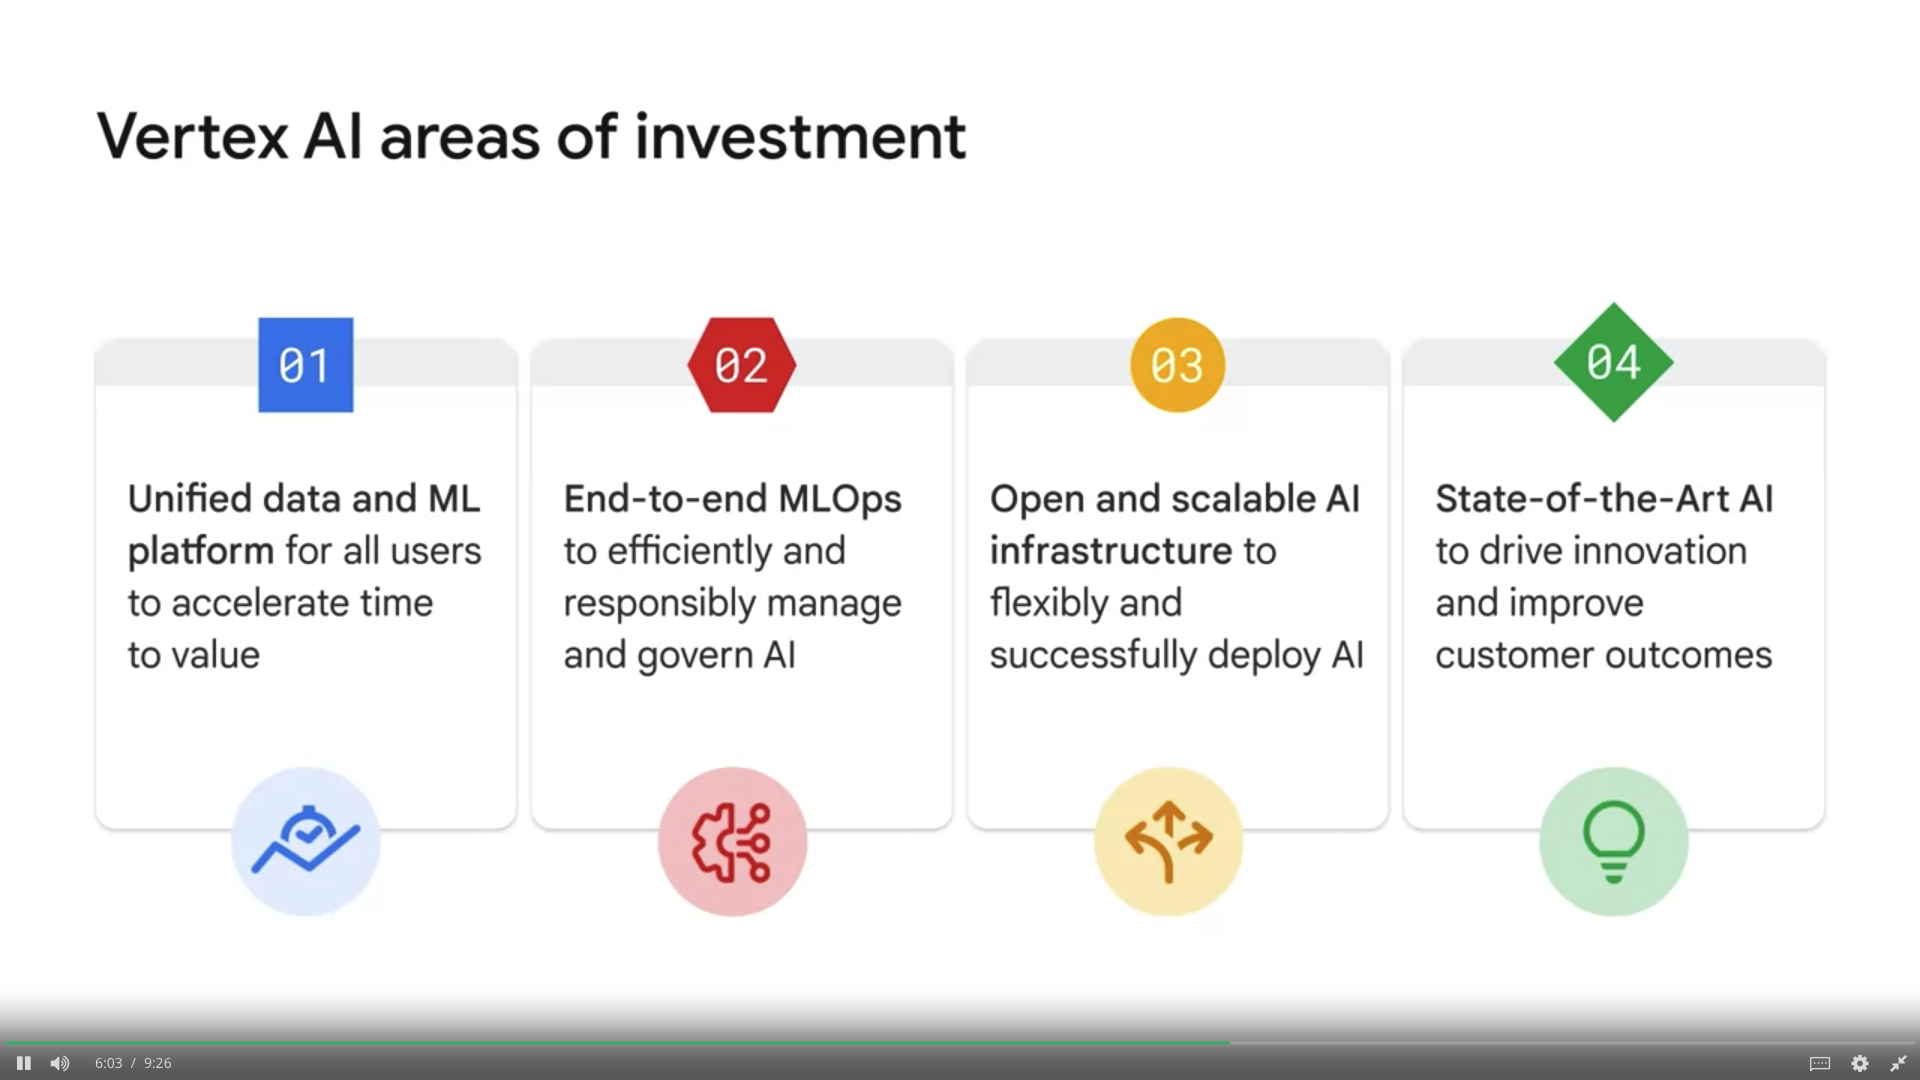 Vertex AI areas of investment
01
Unified data and ML
platform for all users
to accelerate time
to value
02
End-to-end MLOps
to efficiently and
responsibly manage
and govern AI
03
Open and scalable AI
infrastructure to
flexibly and
successfully deploy AI
04
State-of-the-Art AI
to drive innovation
and improve
customer outcomes
6:03 / 9:26